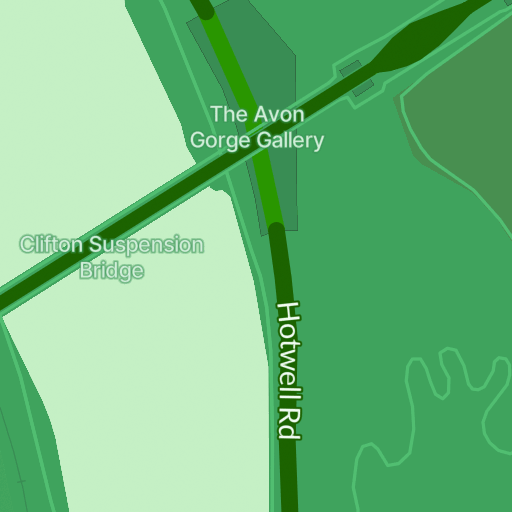 The Avon
Gorge Gallery
Clifton Suspension
Bridge
Hotwell Rd